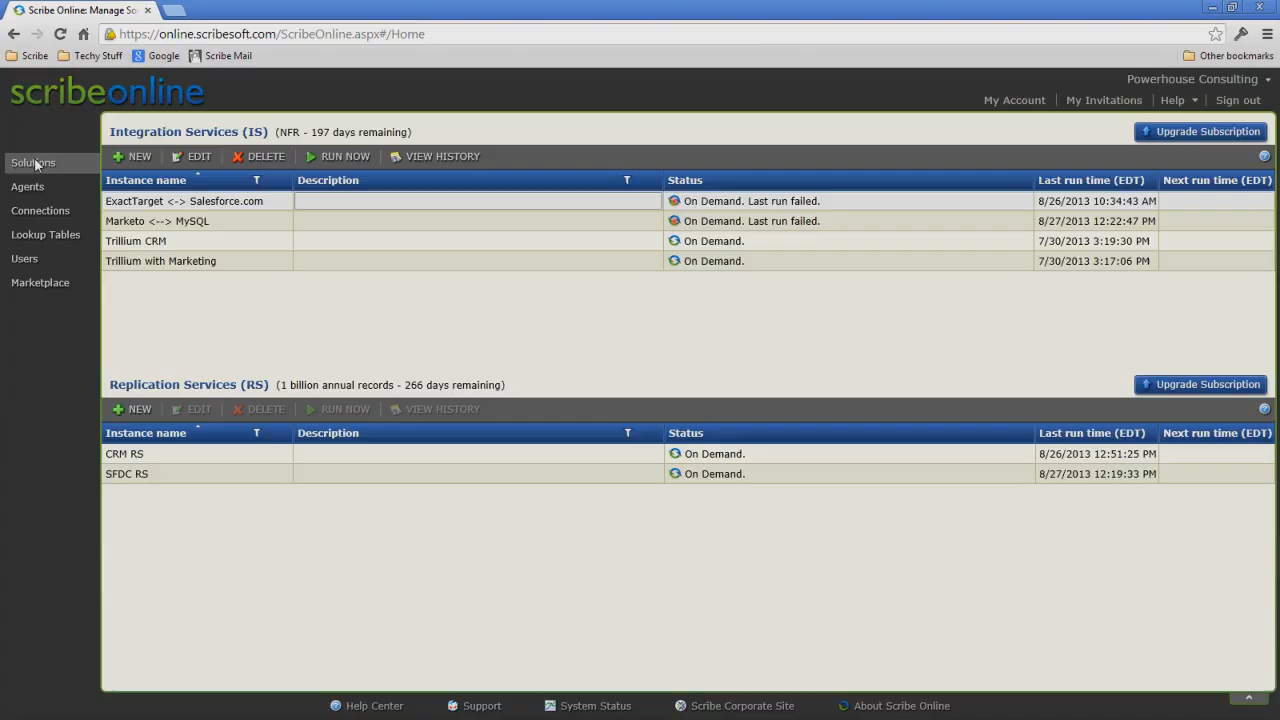 Scribe Online: Manage So
https://online.scribesoft.com/ScribeOnline.aspx#/Home
Scribe Techy Stuff Google Scribe Mail Other bookmarks
scribeonline
Powerhouse Consulting
My Account My Invitations Help Sign out
Solutions
Agents
Connections
Lookup Tables
Users
Marketplace
Integration Services (IS) (NFR - 197 days remaining) Upgrade Subscription
NEW EDIT DELETE RUN NOW VIEW HISTORY
Instance name Description Status Last run time (EDT) Next run time (EDT)
ExactTarget <-> Salesforce.com On Demand. Last run failed. 8/26/2013 10:34:43 AM
Marketo <--> MySQL On Demand. Last run failed. 8/27/2013 12:22:47 PM
Trillium CRM On Demand. 7/30/2013 3:19:30 PM
Trillium with Marketing On Demand. 7/30/2013 3:17:06 PM
Replication Services (RS) (1 billion annual records - 266 days remaining) Upgrade Subscription
NEW EDIT DELETE RUN NOW VIEW HISTORY
Instance name Description Status Last run time (EDT) Next run time (EDT)
CRM RS On Demand. 8/26/2013 12:51:25 PM
SFDC RS On Demand. 8/27/2013 12:19:33 PM
Help Center Support System Status Scribe Corporate Site About Scribe Online